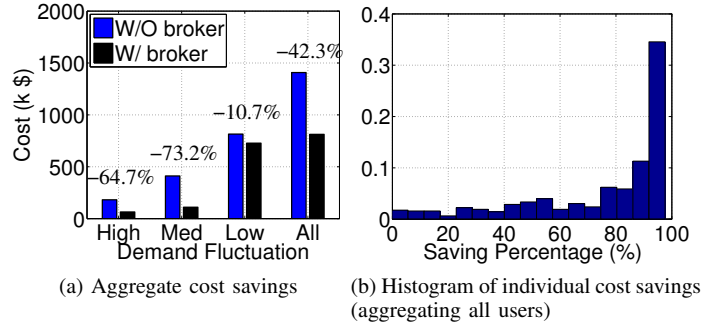 2000
1500
1000
500
0
Cost (k $)
W/O broker
W/ broker
−64.7%
−73.2%
−10.7%
−42.3%
High Med Low All
Demand Fluctuation
(a) Aggregate cost savings
0.4
0.3
0.2
0.1
0
0 20 40 60 80 100
Saving Percentage (%)
(b) Histogram of individual cost savings
(aggregating all users)